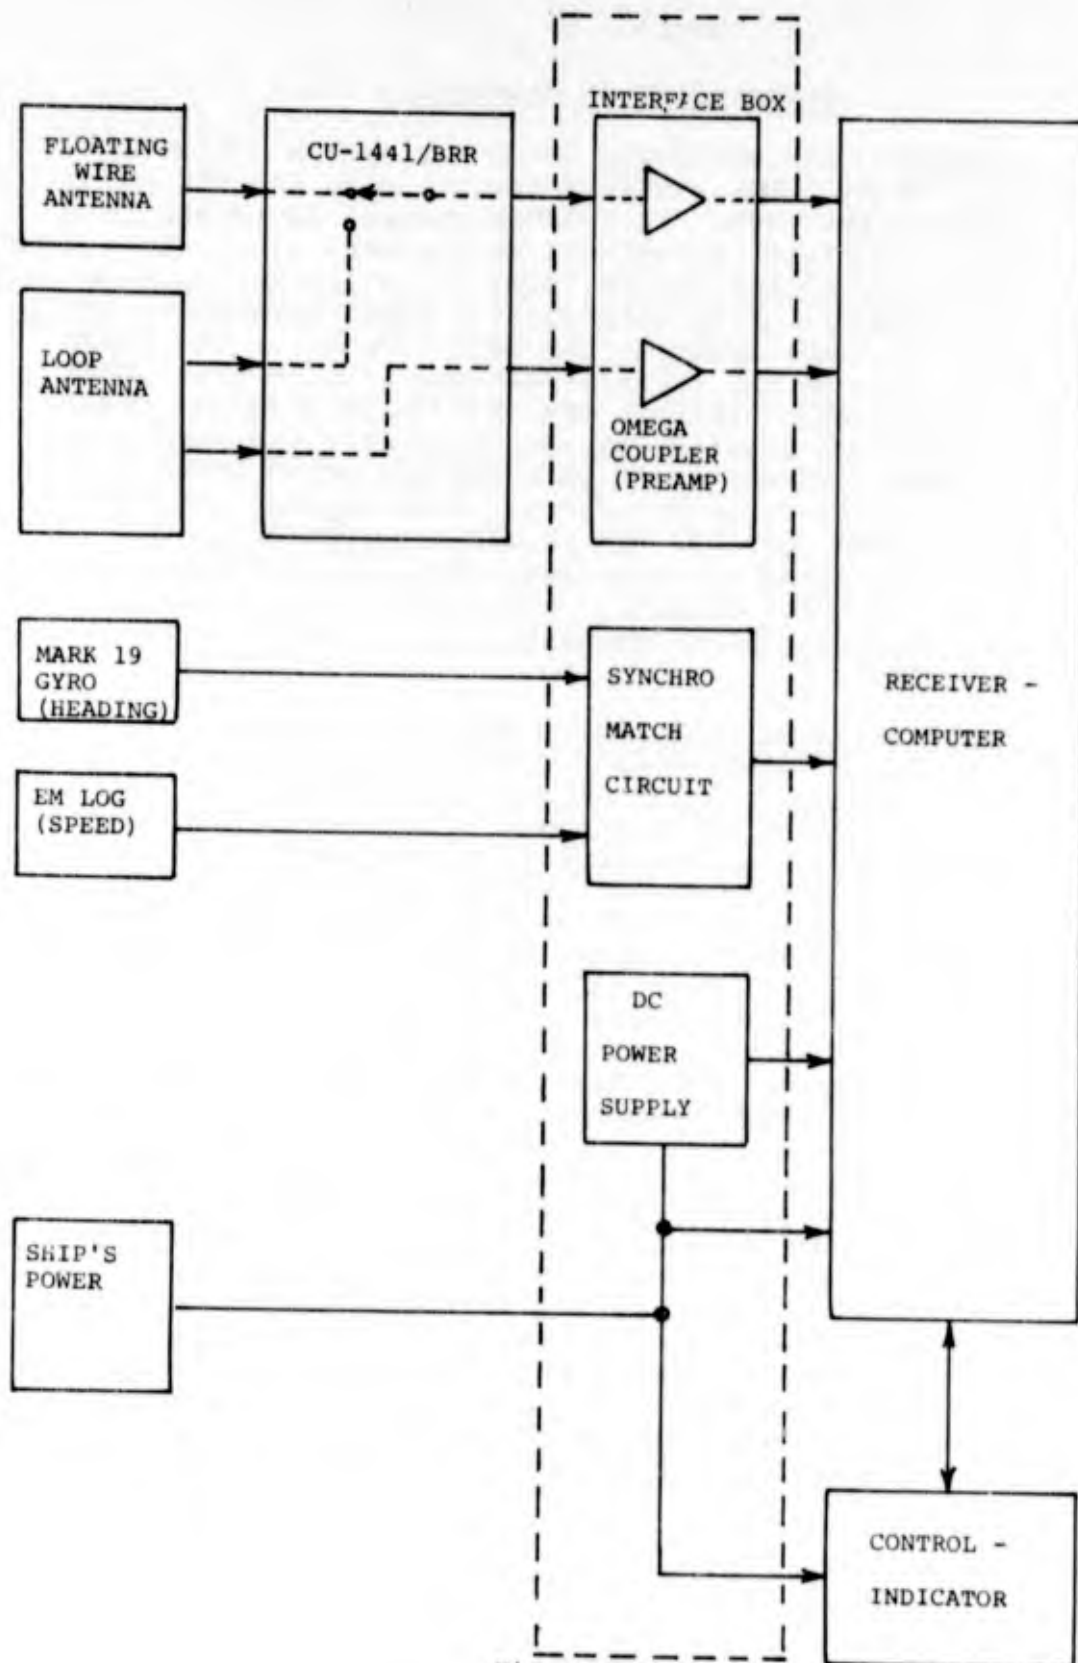 INTERFACE BOX
FLOATING
WIRE
ANTENNA
CU-1441/BRR
LOOP
ANTENNA
OMEGA
COUPLER
(PREAMP)
MARK 19
GYRO
(HEADING)
SYNCHRO
MATCH
CIRCUIT
RECEIVER -
COMPUTER
EM LOG
(SPEED)
DC
POWER
SUPPLY
SHIP'S
POWER
CONTROL -
INDICATOR